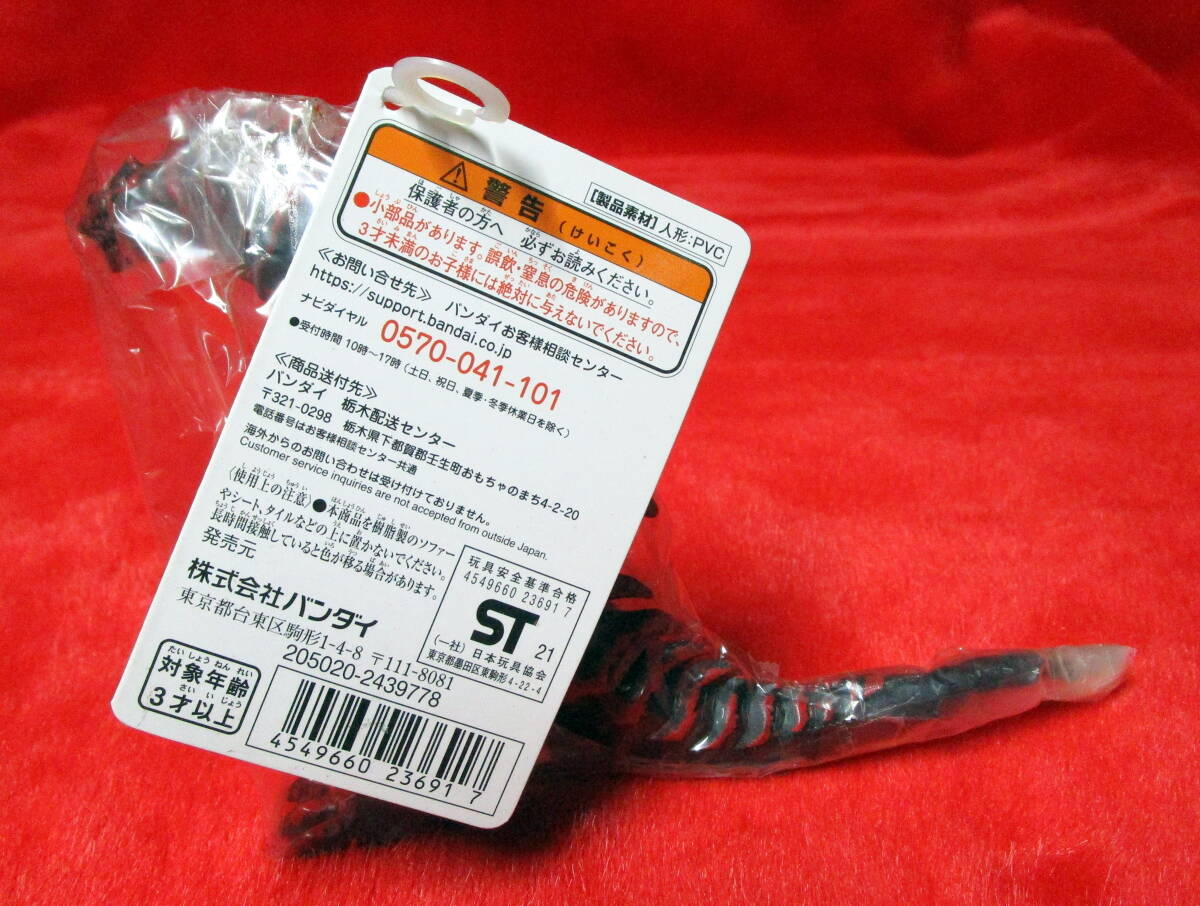 【製品素材】人形:PVC
警告(けいこく)
保護者の方へ 必ずお読みください。
●小部品があります。誤飲・窒息の危険がありますので、
3才未満のお子様には絶対に与えないでください。
≪お問い合せ先≫ バンダイお客様相談センター
https://support.bandai.co.jp
ナビダイヤル 0570-041-101
●受付時間 10時〜17時(土日、祝日、夏季・冬季休業日を除く)
≪商品送付先≫
バンダイ 栃木配送センター
〒321-0298 栃木県下都賀郡壬生町おもちゃのまち4-2-20
電話番号はお客様相談センター共通
海外からのお問い合わせは受け付けておりません。
Customer service inquiries are not accepted from outside Japan.
〈使用上の注意〉●本商品を樹脂製のソファー
やシート、タイルなどの上に置かないでください。
長時間接触していると色が移る場合があります。
発売元
株式会社バンダイ
東京都台東区駒形1-4-8 〒111-8081
205020-2439778
対象年齢
3才以上
たいしょうねんれい
さいいじょう
玩具安全基準合格
4549660 23691 7
ST 21
(一社)日本玩具協会
東京都墨田区東駒形4-22-4
4549660 23691 7